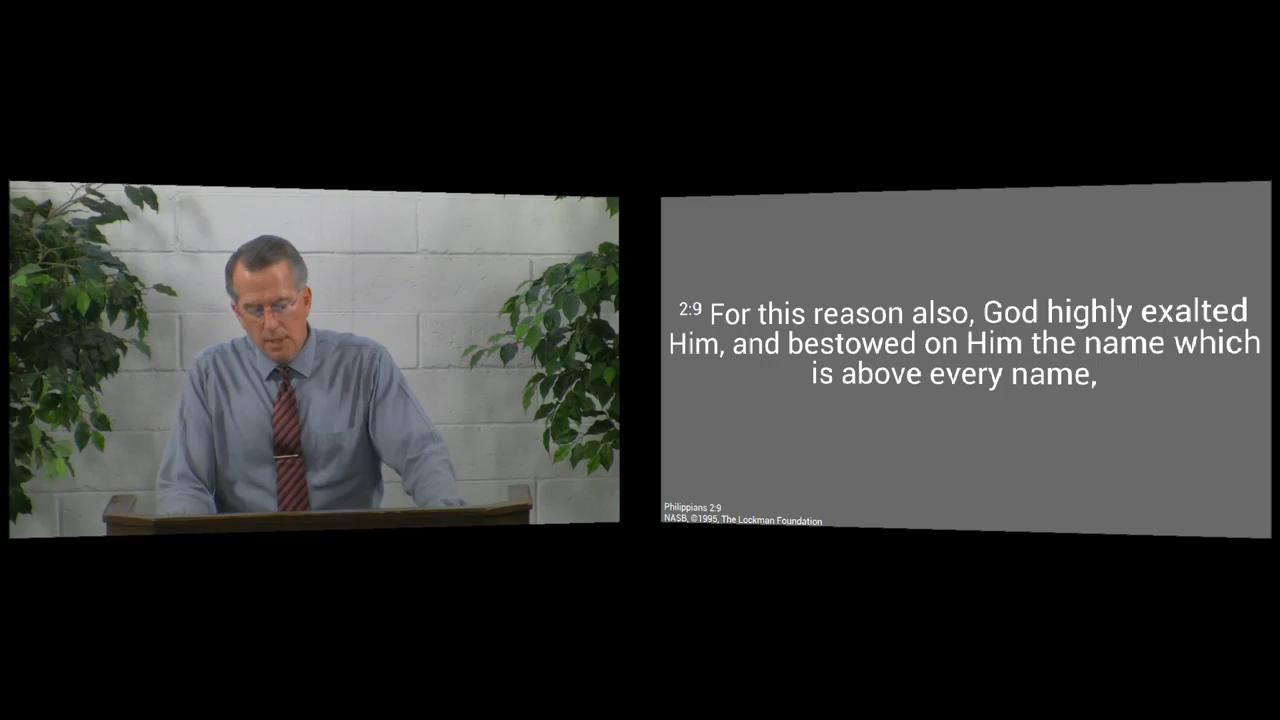 2:9 For this reason also, God highly exalted
Him, and bestowed on Him the name which
is above every name,
Philippians 2:9
NASB, ©1995, The Lockman Foundation